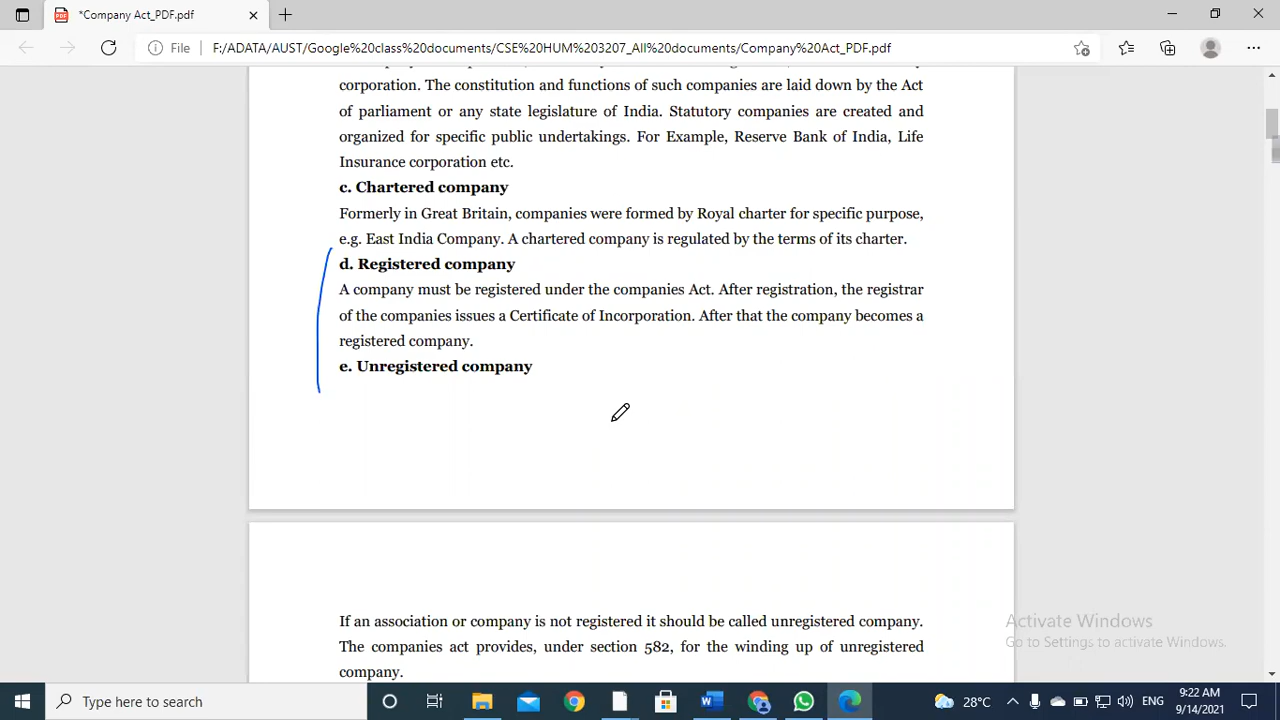 *Company Act_PDF.pdf
File
F:/ADATA/AUST/Google%20class%20documents/CSE%20HUM%203207_All%20documents/Company%20Act_PDF.pdf
corporation. The constitution and functions of such companies are laid down by the Act
of parliament or any state legislature of India. Statutory companies are created and
organized for specific public undertakings. For Example, Reserve Bank of India, Life
Insurance corporation etc.
c. Chartered company
Formerly in Great Britain, companies were formed by Royal charter for specific purpose,
e.g. East India Company. A chartered company is regulated by the terms of its charter.
d. Registered company
A company must be registered under the companies Act. After registration, the registrar
of the companies issues a Certificate of Incorporation. After that the company becomes a
registered company.
e. Unregistered company
If an association or company is not registered it should be called unregistered company.
The companies act provides, under section 582, for the winding up of unregistered
company.
Activate Windows
Go to Settings to activate Windows.
Type here to search
28°C
ENG
9:22 AM
9/14/2021